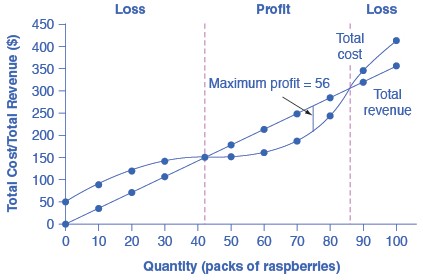 Loss
Profit
Loss
Total Cost/Total Revenue ($)
450
400
350
300
250
200
150
100
50
0
Total
cost
Maximum profit = 56
Total
revenue
0 10 20 30 40 50 60 70 80 90 100
Quantity (packs of raspberries)